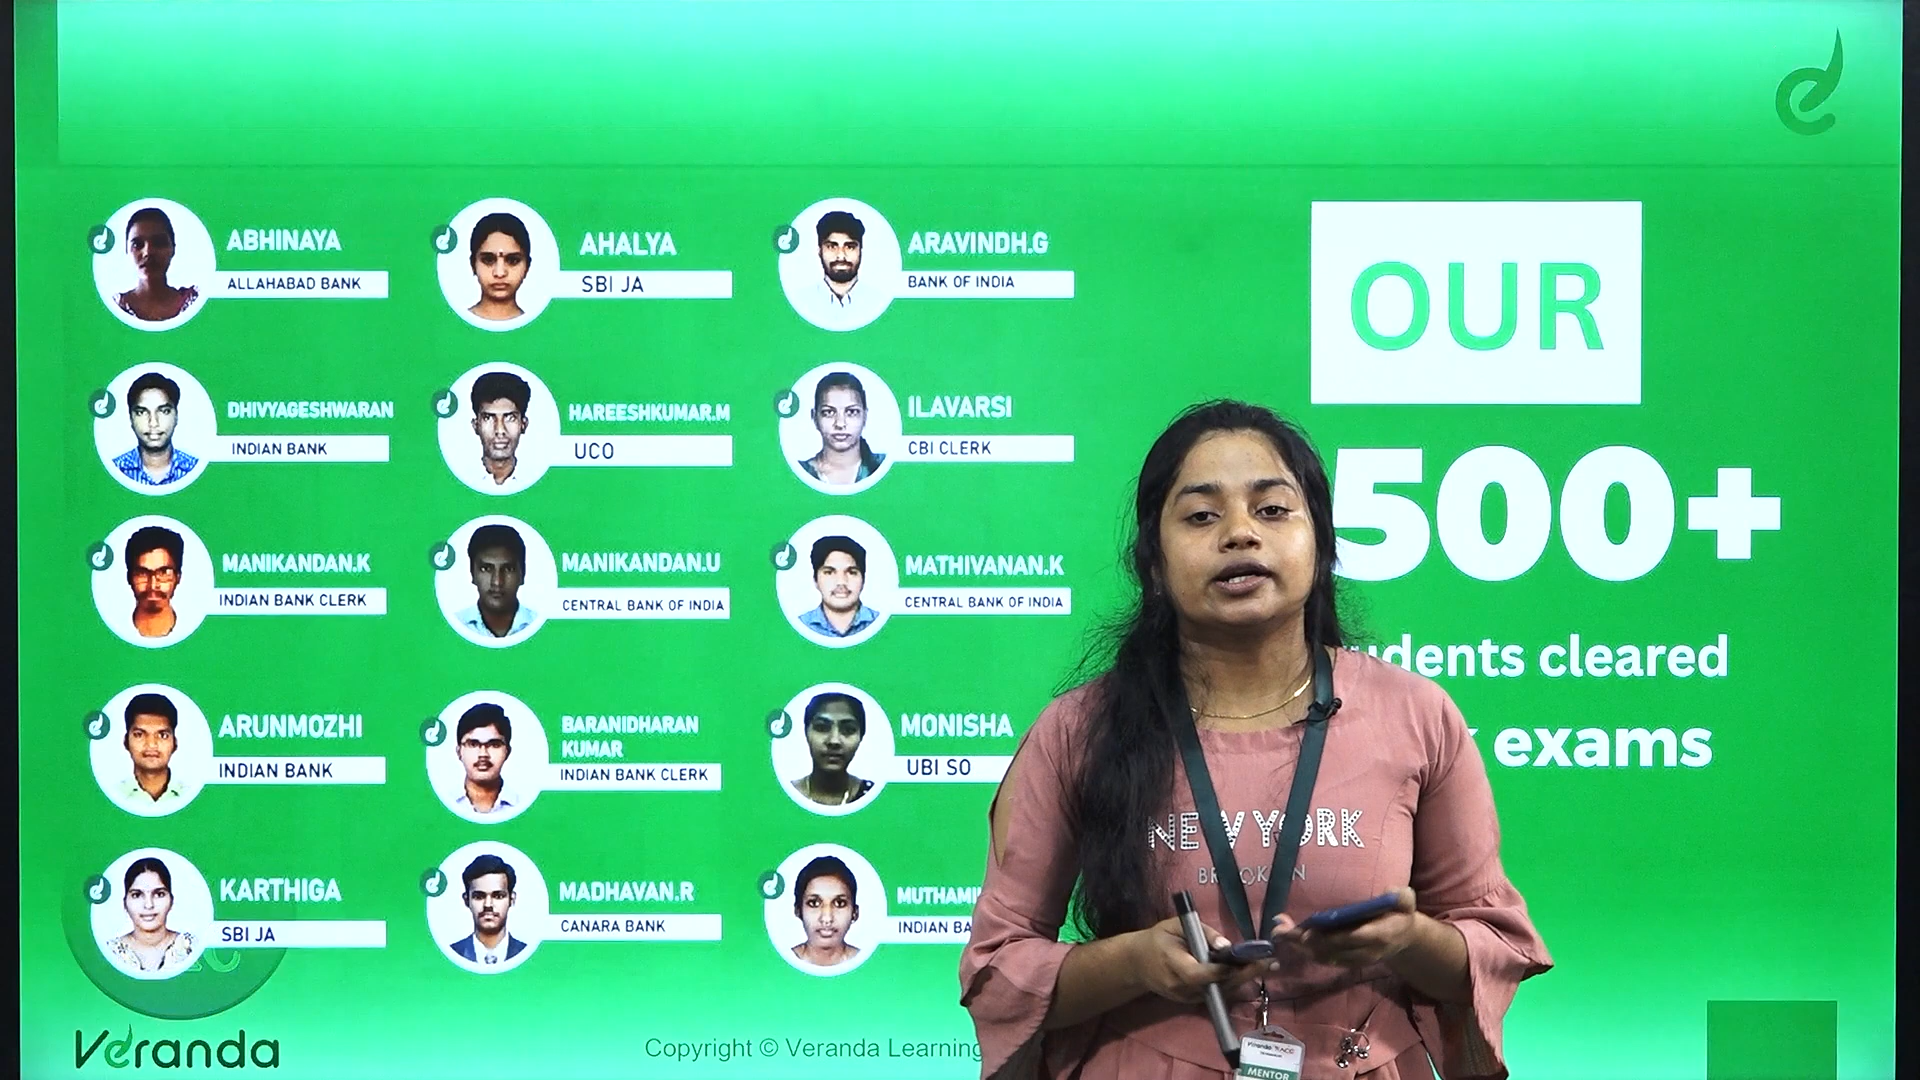 ABHINAYA
ALLAHABAD BANK
AHALYA
SBI JA
ARAVINDH.G
BANK OF INDIA
DHIVYAGESHWARAN
INDIAN BANK
HAREESHKUMAR.M
UCO
ILAVARSI
CBI CLERK
MANIKANDAN.K
INDIAN BANK CLERK
MANIKANDAN.U
CENTRAL BANK OF INDIA
MATHIVANAN.K
CENTRAL BANK OF INDIA
ARUNMOZHI
INDIAN BANK
BARANIDHARAN
KUMAR
INDIAN BANK CLERK
MONISHA
UBI SO
KARTHIGA
SBI JA
MADHAVAN.R
CANARA BANK
INDIAN
OUR
500+
cleared
exams
NEW YORK
Veranda
Copyright © Veranda Learning
MENTOR